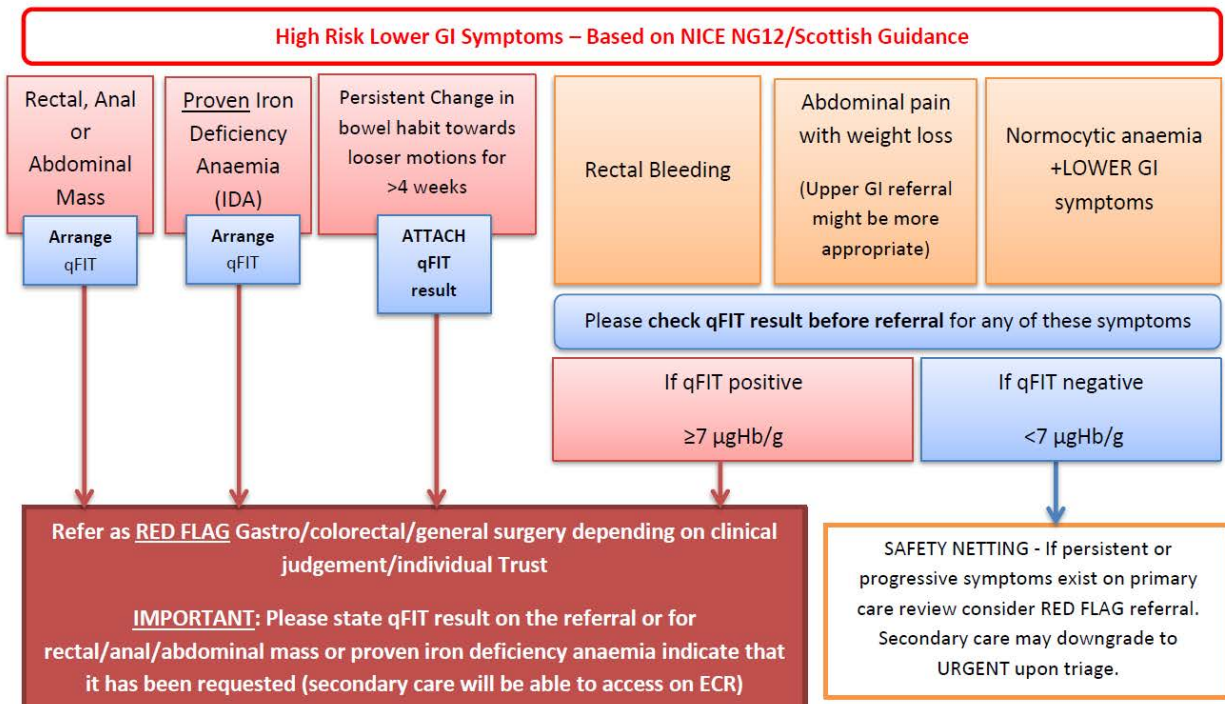 High Risk Lower GI Symptoms – Based on NICE NG12/Scottish Guidance
Rectal, Anal
or
Abdominal
Mass
Arrange
qFIT
Proven Iron
Deficiency
Anaemia
(IDA)
Arrange
qFIT
Persistent Change in
bowel habit towards
looser motions for
>4 weeks
ATTACH
qFIT
result
Rectal Bleeding
Abdominal pain
with weight loss
(Upper GI referral
might be more
appropriate)
Normocytic anaemia
+LOWER GI
symptoms
Please check qFIT result before referral for any of these symptoms
If qFIT positive
≥7 µgHb/g
If qFIT negative
<7 µgHb/g
Refer as RED FLAG Gastro/colorectal/general surgery depending on clinical
judgement/individual Trust
IMPORTANT: Please state qFIT result on the referral or for
rectal/anal/abdominal mass or proven iron deficiency anaemia indicate that
it has been requested (secondary care will be able to access on ECR)
SAFETY NETTING - If persistent or
progressive symptoms exist on primary
care review consider RED FLAG referral.
Secondary care may downgrade to
URGENT upon triage.